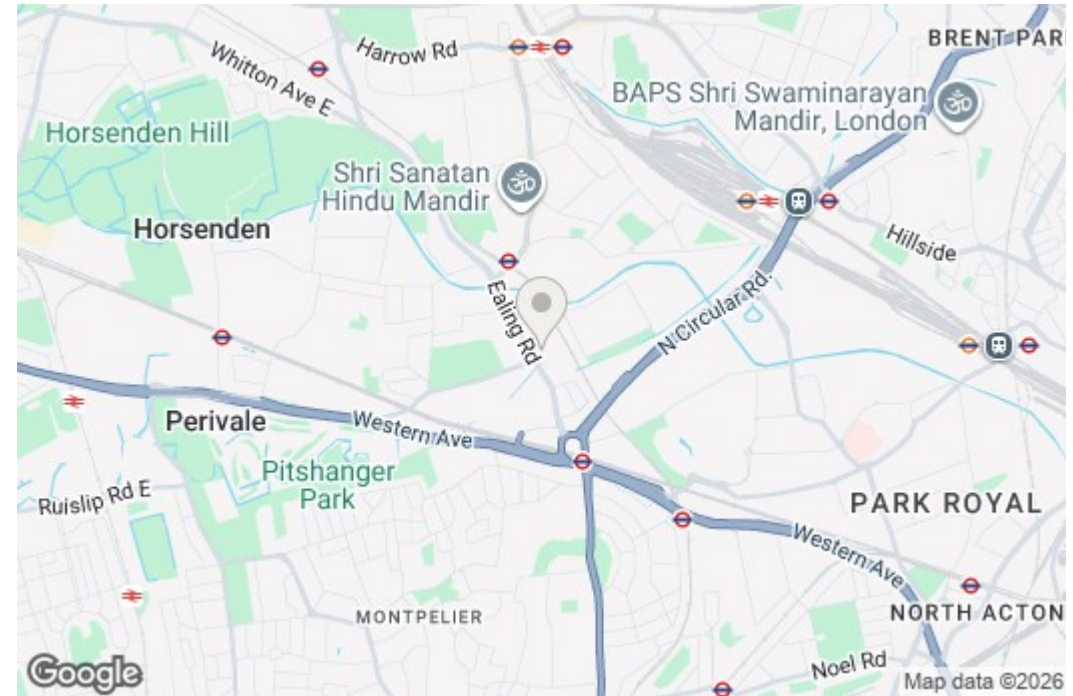 Harrow Rd
BRENT PAR
Whitton Ave E
BAPS Shri Swaminarayan
Mandir, London
Horsenden Hill
Shri Sanatan
Hindu Mandir
Horsenden
Hillside
Ealing Rd
N Circular Rd.
Perivale
Western Ave
Pitshanger
Park
Ruislip Rd E
PARK ROYAL
Western Ave
MONTPELIER
NORTH ACTON
Noel Rd
Google
Map data ©2026